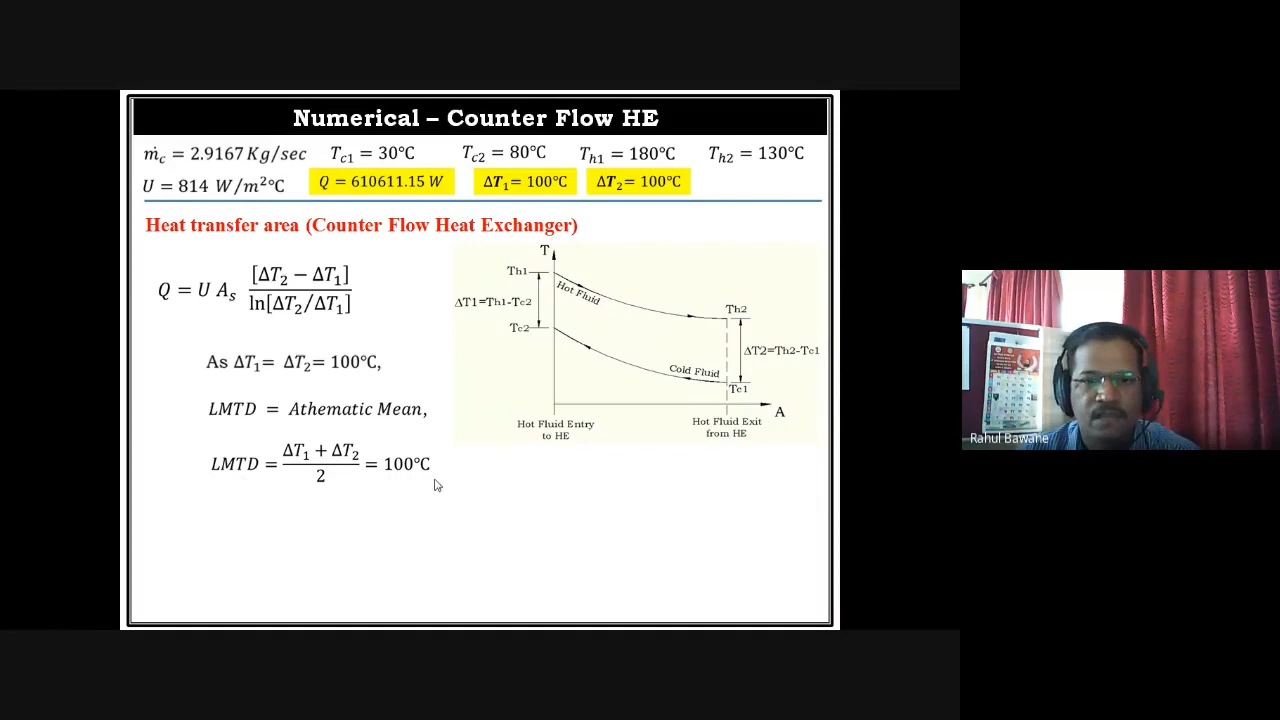 Numerical – Counter Flow HE
ṁc = 2.9167 Kg/sec Tc1 = 30℃ Tc2 = 80℃ Th1 = 180℃ Th2 = 130℃
U = 814 W/m²℃ Q = 610611.15 W ΔT1= 100℃ ΔT2= 100℃
Heat transfer area (Counter Flow Heat Exchanger)
Q = U As [ΔT2 − ΔT1] / ln[ΔT2/ΔT1]
As ΔT1= ΔT2= 100℃,
LMTD = Athematic Mean,
LMTD = ΔT1 + ΔT2 / 2 = 100℃
T
Th1
Hot Fluid
Th2
ΔT1=Th1-Tc2
Tc2
ΔT2=Th2-Tc1
Cold Fluid
Tc1
A
Hot Fluid Entry
to HE
Hot Fluid Exit
from HE
Rahul Bawane